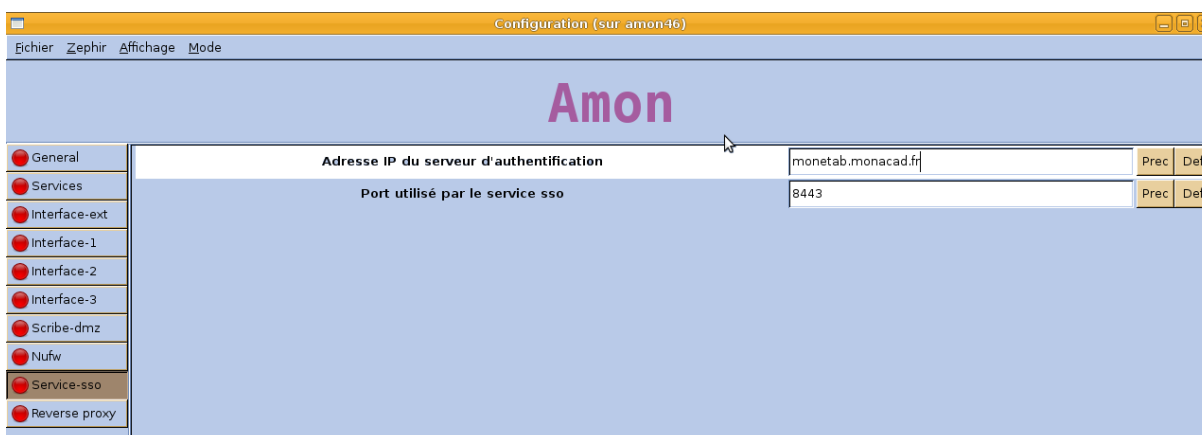 Configuration (sur amon46)
Fichier Zephir Affichage Mode
Amon
General
Adresse IP du serveur d'authentification
monetab.monacad.fr
Prec
Def
Services
Port utilisé par le service sso
8443
Prec
Def
Interface-ext
Interface-1
Interface-2
Interface-3
Scribe-dmz
Nufw
Service-sso
Reverse proxy